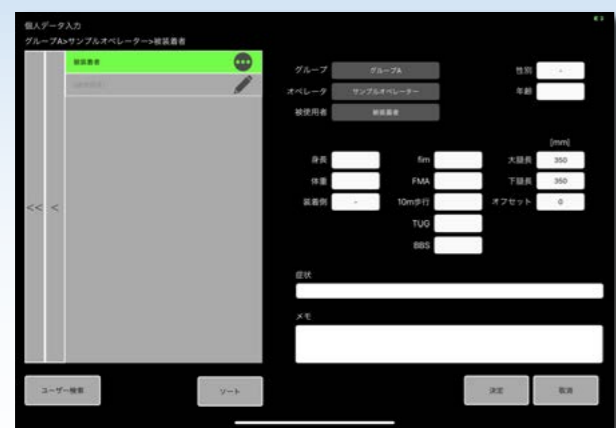 個人データ入力
グループA>サンプルオペレーター>被装着者
被装着者
<< <
グループ グループA 性別 -
オペレータ サンプルオペレーター 年齢
被使用者 被装着者
[mm]
身長 fim 大腿長 350
体重 FMA 下腿長 350
装着側 - 10m歩行 オフセット 0
TUG
BBS
症状
メモ
ユーザー検索 ソート 決定 取消